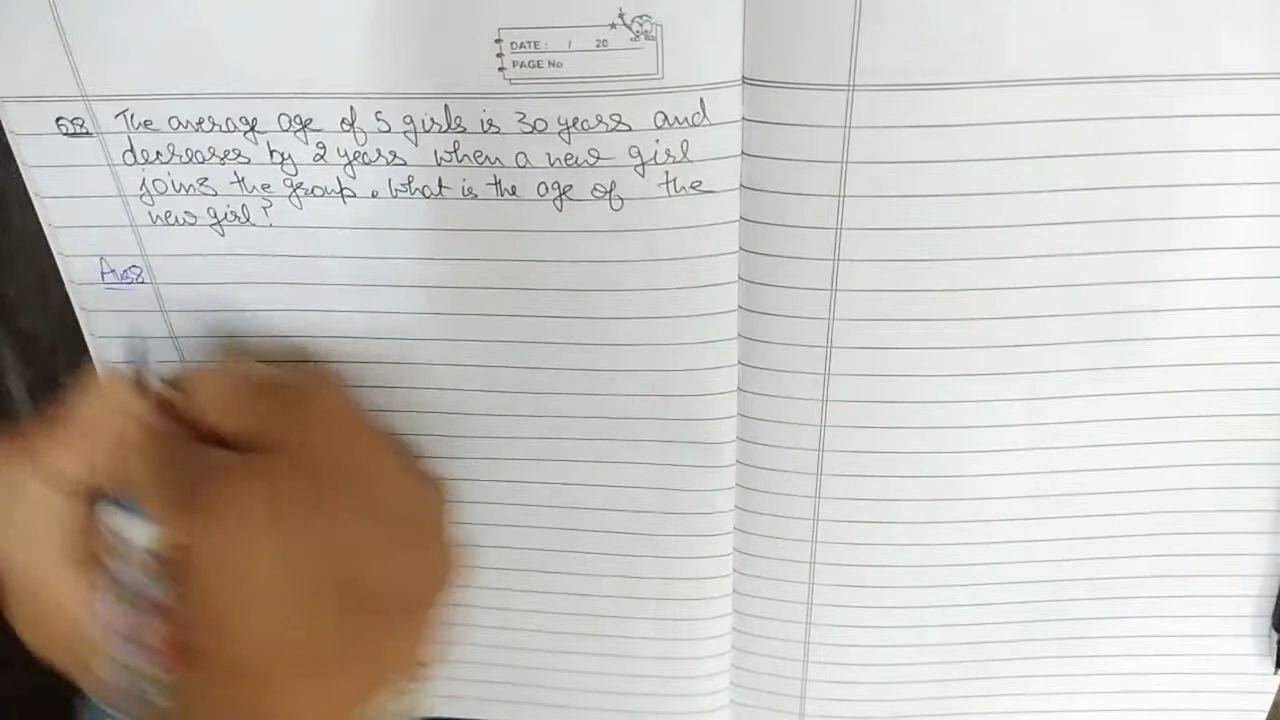 DATE : / 20
PAGE No
Q8 The average age of 5 girls is 30 years and
decreases by 2 years when a new girl
joins the group. What is the age of the
new girl?
Ans